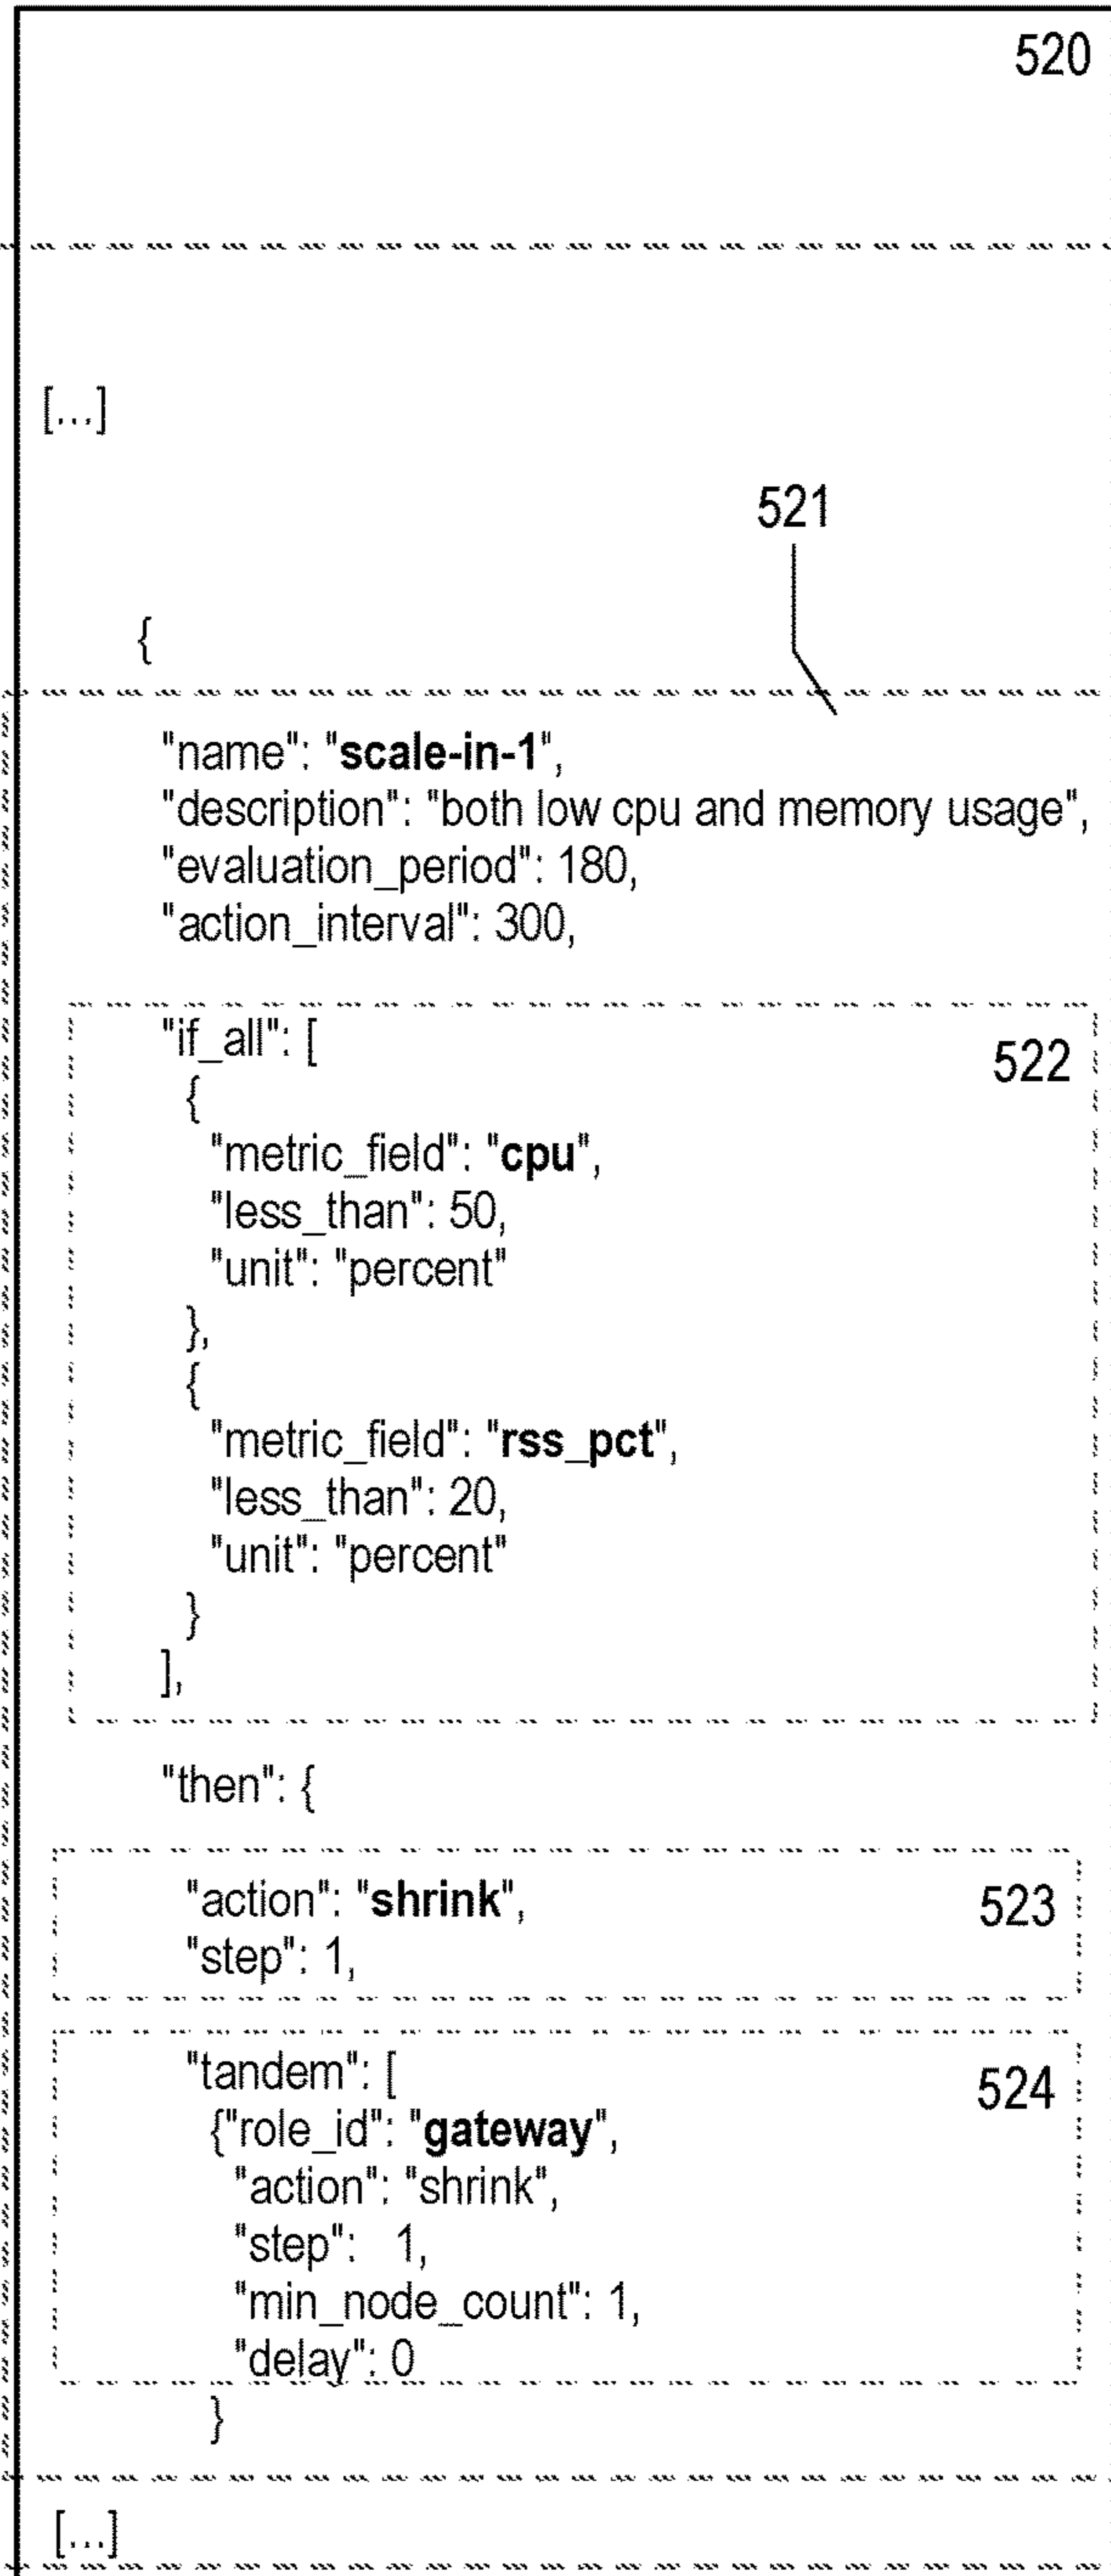 520
[...]
521
{
"name": "scale-in-1",
"description": "both low cpu and memory usage",
"evaluation_period": 180,
"action_interval": 300,
"if_all": [
522
{
"metric_field": "cpu",
"less_than": 50,
"unit": "percent"
},
{
"metric_field": "rss_pct",
"less_than": 20,
"unit": "percent"
}
],
"then": {
"action": "shrink",
523
"step": 1,
"tandem": [
524
{"role_id": "gateway",
"action": "shrink",
"step": 1,
"min_node_count": 1,
"delay": 0
}
[...]